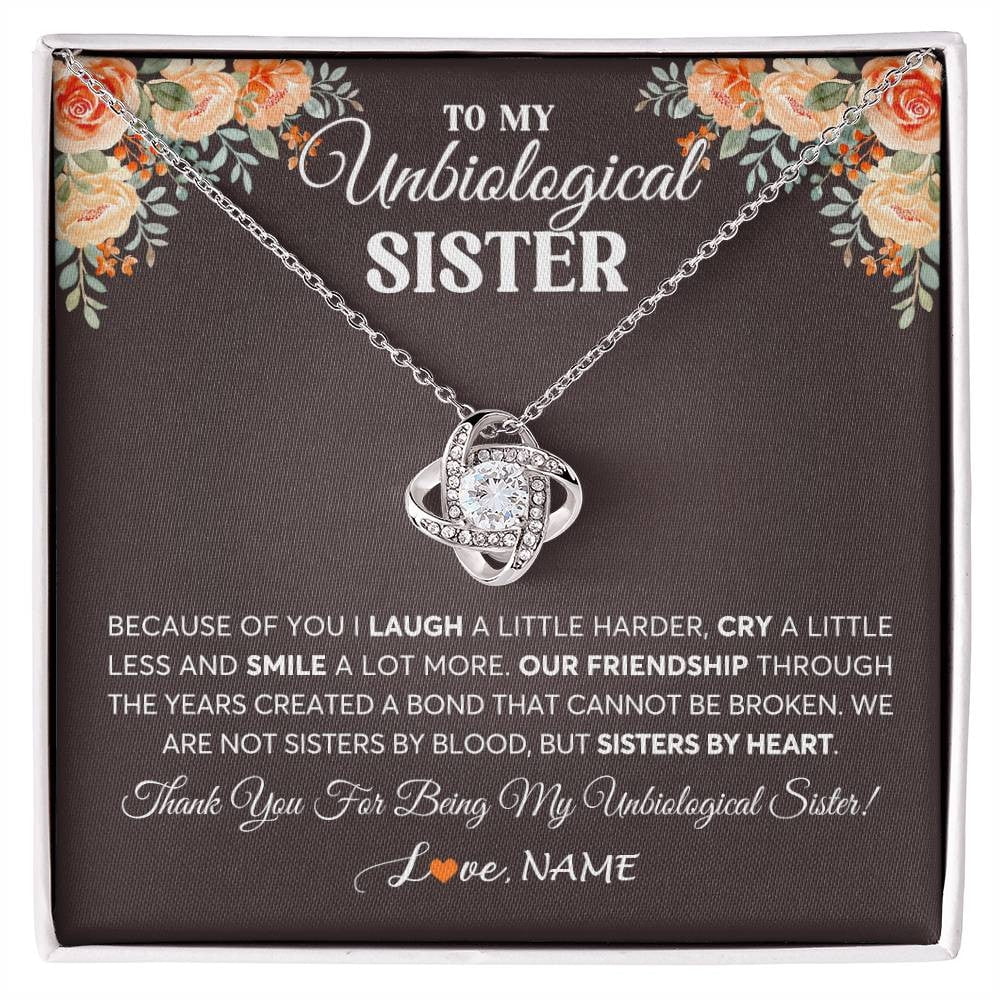 TO MY
Unbiological
SISTER
BECAUSE OF YOU I LAUGH A LITTLE HARDER, CRY A LITTLE
LESS AND SMILE A LOT MORE. OUR FRIENDSHIP THROUGH
THE YEARS CREATED A BOND THAT CANNOT BE BROKEN. WE
ARE NOT SISTERS BY BLOOD, BUT SISTERS BY HEART.
Thank You For Being My Unbiological Sister!
Love, NAME